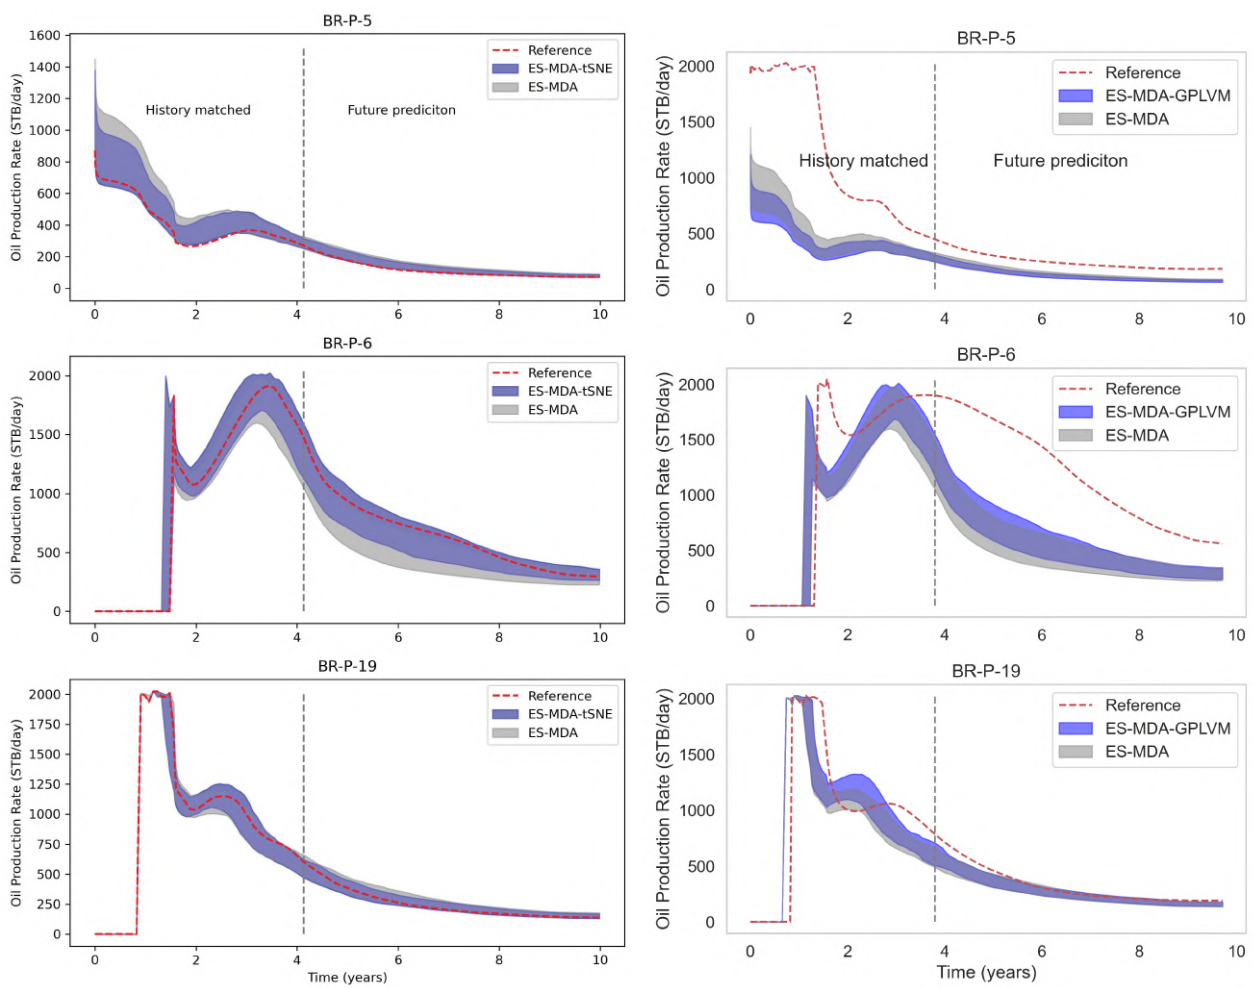 BR-P-5
1600
1400
1200
1000
800
600
400
200
0
Oil Production Rate (STB/day)
Reference
ES-MDA-tSNE
ES-MDA
History matched
Future prediciton
0 2 4 6 8 10
BR-P-5
2000
1500
1000
500
0
Oil Production Rate (STB/day)
Reference
ES-MDA-GPLVM
ES-MDA
History matched
Future prediciton
0 2 4 6 8 10
BR-P-6
2000
1500
1000
500
0
Oil Production Rate (STB/day)
Reference
ES-MDA-tSNE
ES-MDA
0 2 4 6 8 10
BR-P-6
2000
1500
1000
500
0
Oil Production Rate (STB/day)
Reference
ES-MDA-GPLVM
ES-MDA
0 2 4 6 8 10
BR-P-19
2000
1750
1500
1250
1000
750
500
250
0
Oil Production Rate (STB/day)
Reference
ES-MDA-tSNE
ES-MDA
0 2 4 6 8 10
Time (years)
BR-P-19
2000
1500
1000
500
0
Oil Production Rate (STB/day)
Reference
ES-MDA-GPLVM
ES-MDA
0 2 4 6 8 10
Time (years)